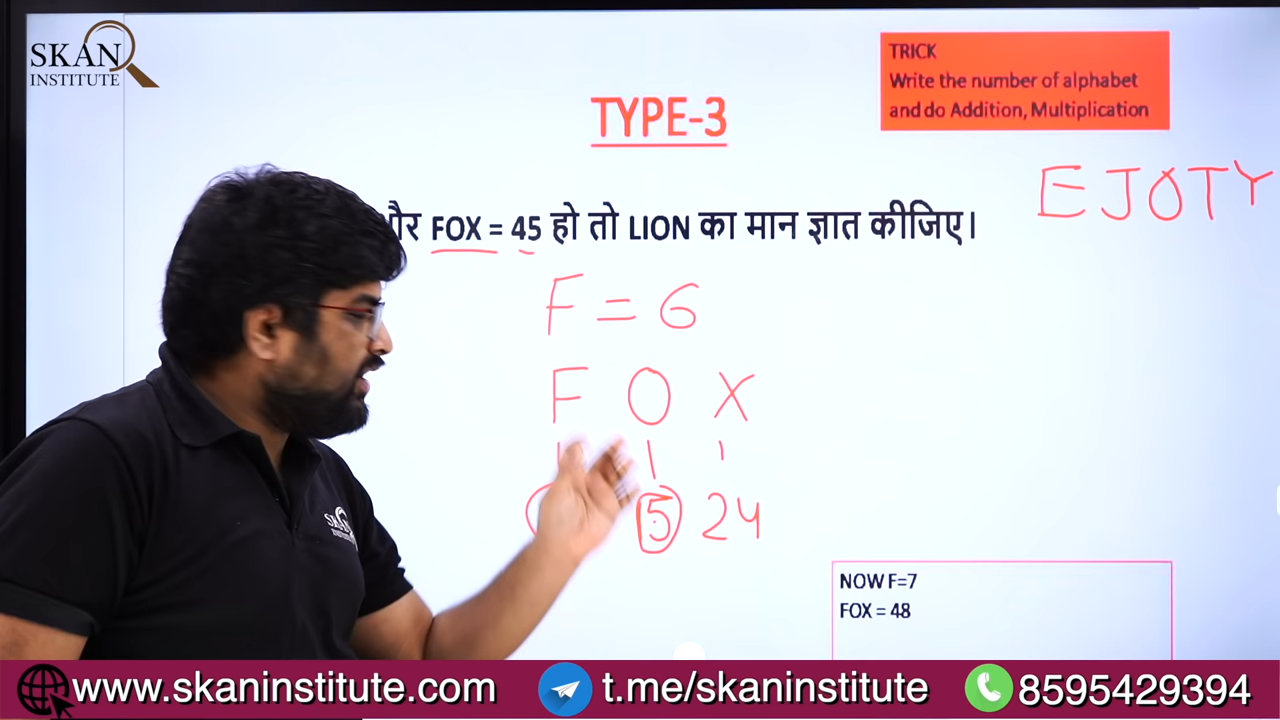 SKAN
INSTITUTE
TRICK
Write the number of alphabet
and do Addition, Multiplication
TYPE-3
EJOTY
और FOX = 45 हो तो LION का मान ज्ञात कीजिए।
F = 6
F O X
5 24
SKAN
NOW F=7
FOX = 48
www.skaninstitute.com t.me/skaninstitute 8595429394